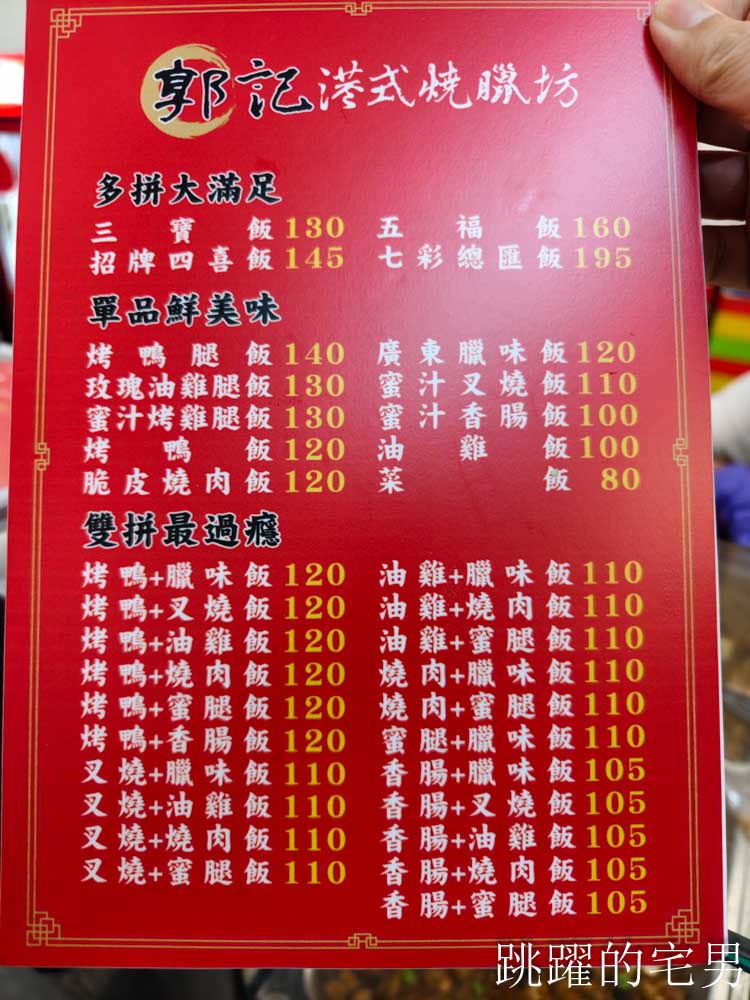 郭記港式燒臘坊
多拼大滿足
三寶飯130 五福飯160
招牌四喜飯145 七彩總匯飯195
單品鮮美味
烤鴨腿飯140 廣東臘味飯120
玫瑰油雞腿飯130 蜜汁叉燒飯110
蜜汁烤雞腿飯130 蜜汁香腸飯100
烤鴨飯120 油雞飯100
脆皮燒肉飯120 菜飯80
雙拼最過癮
烤鴨+臘味飯120 油雞+臘味飯110
烤鴨+叉燒飯120 油雞+燒肉飯110
烤鴨+油雞飯120 油雞+蜜腿飯110
烤鴨+燒肉飯120 燒肉+臘味飯110
烤鴨+蜜腿飯120 燒肉+蜜腿飯110
烤鴨+香腸飯120 蜜腿+臘味飯110
叉燒+臘味飯110 香腸+臘味飯105
叉燒+油雞飯110 香腸+叉燒飯105
叉燒+燒肉飯110 香腸+油雞飯105
叉燒+蜜腿飯110 香腸+燒肉飯105
香腸+蜜腿飯105
跳躍的宅男